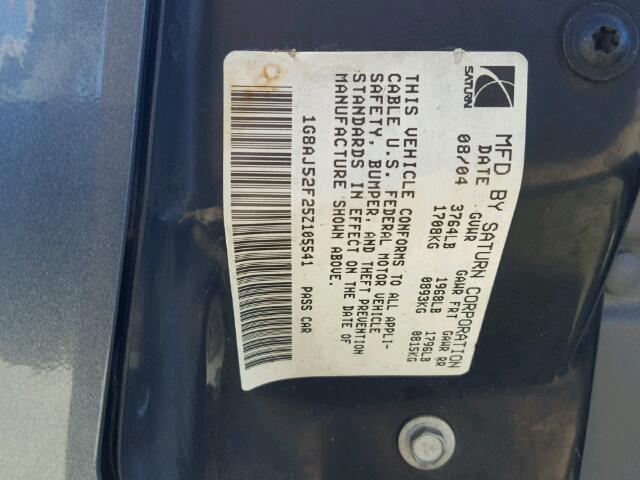 SATURN
MFD BY SATURN CORPORATION
DATE GVWR GAWR FRT GAWR RR
08/04 3764LB 1968LB 1796LB
1708KG 0893KG 0815KG
THIS VEHICLE CONFORMS TO ALL APPLI-
CABLE U.S. FEDERAL MOTOR VEHICLE
SAFETY, BUMPER, AND THEFT PREVENTION
STANDARDS IN EFFECT ON THE DATE OF
MANUFACTURE SHOWN ABOVE.
1G8AJ52F25Z105541 PASS CAR